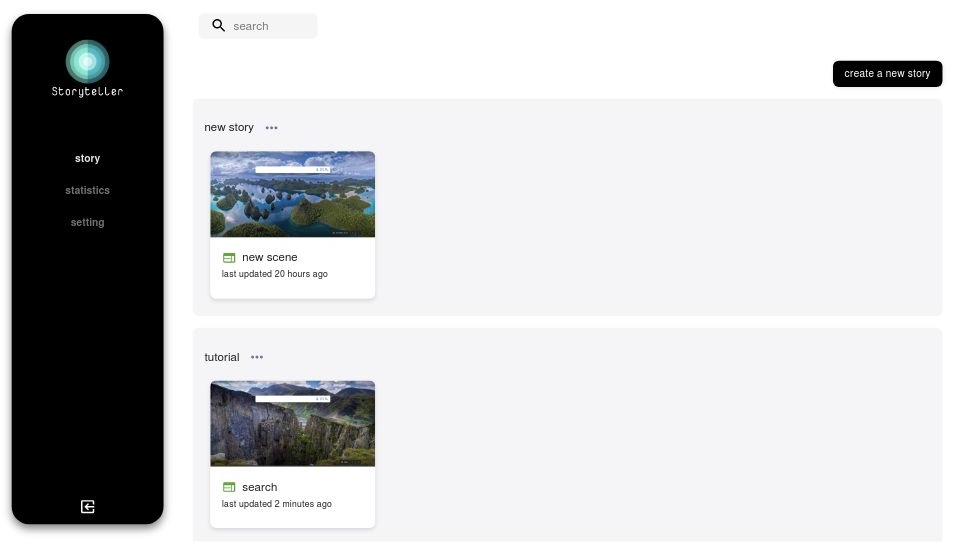 search
create a new story
Storyteller
story
statistics
setting
new story
new scene
last updated 20 hours ago
tutorial
search
last updated 2 minutes ago